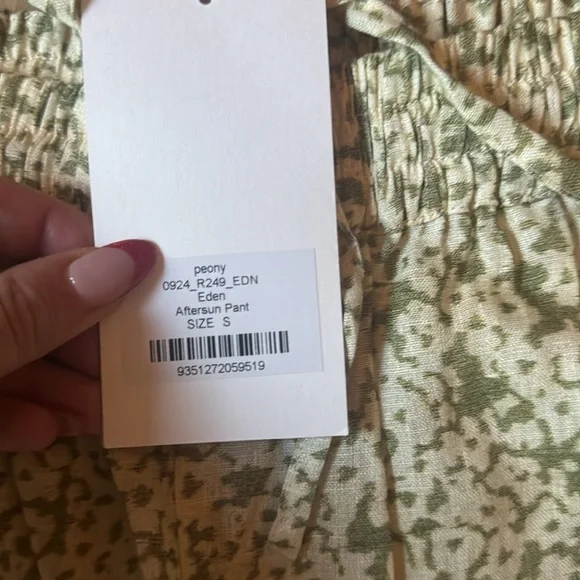 peony
0924_R249_EDN
Eden
Aftersun Pant
SIZE S
9351272059519